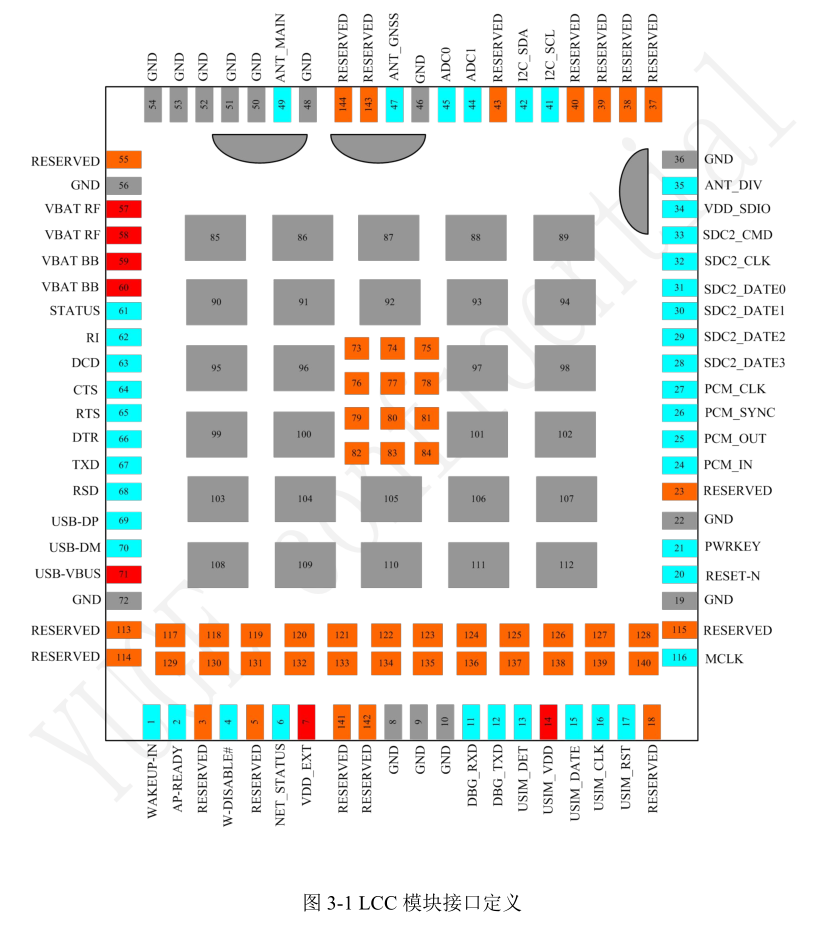 GND GND GND GND GND ANT_MAIN GND RESERVED RESERVED ANT_GNSS GND ADC0 ADC1 RESERVED I2C_SDA I2C_SCL RESERVED RESERVED RESERVED RESERVED
54 53 52 51 50 49 48 144 143 47 46 45 44 43 42 41 40 39 38 37
RESERVED 55 36 GND
GND 56 35 ANT_DIV
VBAT RF 57 34 VDD_SDIO
VBAT RF 58 85 86 87 88 89 33 SDC2_CMD
VBAT BB 59 32 SDC2_CLK
VBAT BB 60 31 SDC2_DATE0
90 91 92 93 94
STATUS 61 30 SDC2_DATE1
RI 62 29 SDC2_DATE2
73 74 75
DCD 63 95 96 97 98 28 SDC2_DATE3
76 77 78
CTS 64 27 PCM_CLK
RTS 65 79 80 81 26 PCM_SYNC
99 100 101 102
DTR 66 25 PCM_OUT
82 83 84
TXD 67 24 PCM_IN
RSD 68 23 RESERVED
103 104 105 106 107
USB-DP 69 22 GND
USB-DM 70 21 PWRKEY
108 109 110 111 112
USB-VBUS 71 20 RESET-N
GND 72 19 GND
RESERVED 113 117 118 119 120 121 122 123 124 125 126 127 128 115 RESERVED
RESERVED 114 129 130 131 132 133 134 135 136 137 138 139 140 116 MCLK
1 2 3 4 5 6 7 141 142 8 9 10 11 12 13 14 15 16 17 18
WAKEUP-IN AP-READY RESERVED W-DISABLE# RESERVED NET_STATUS VDD_EXT RESERVED RESERVED GND GND GND DBG_RXD DBG_TXD USIM_DET USIM_VDD USIM_DATE USIM_CLK USIM_RST RESERVED
图 3-1 LCC 模块接口定义